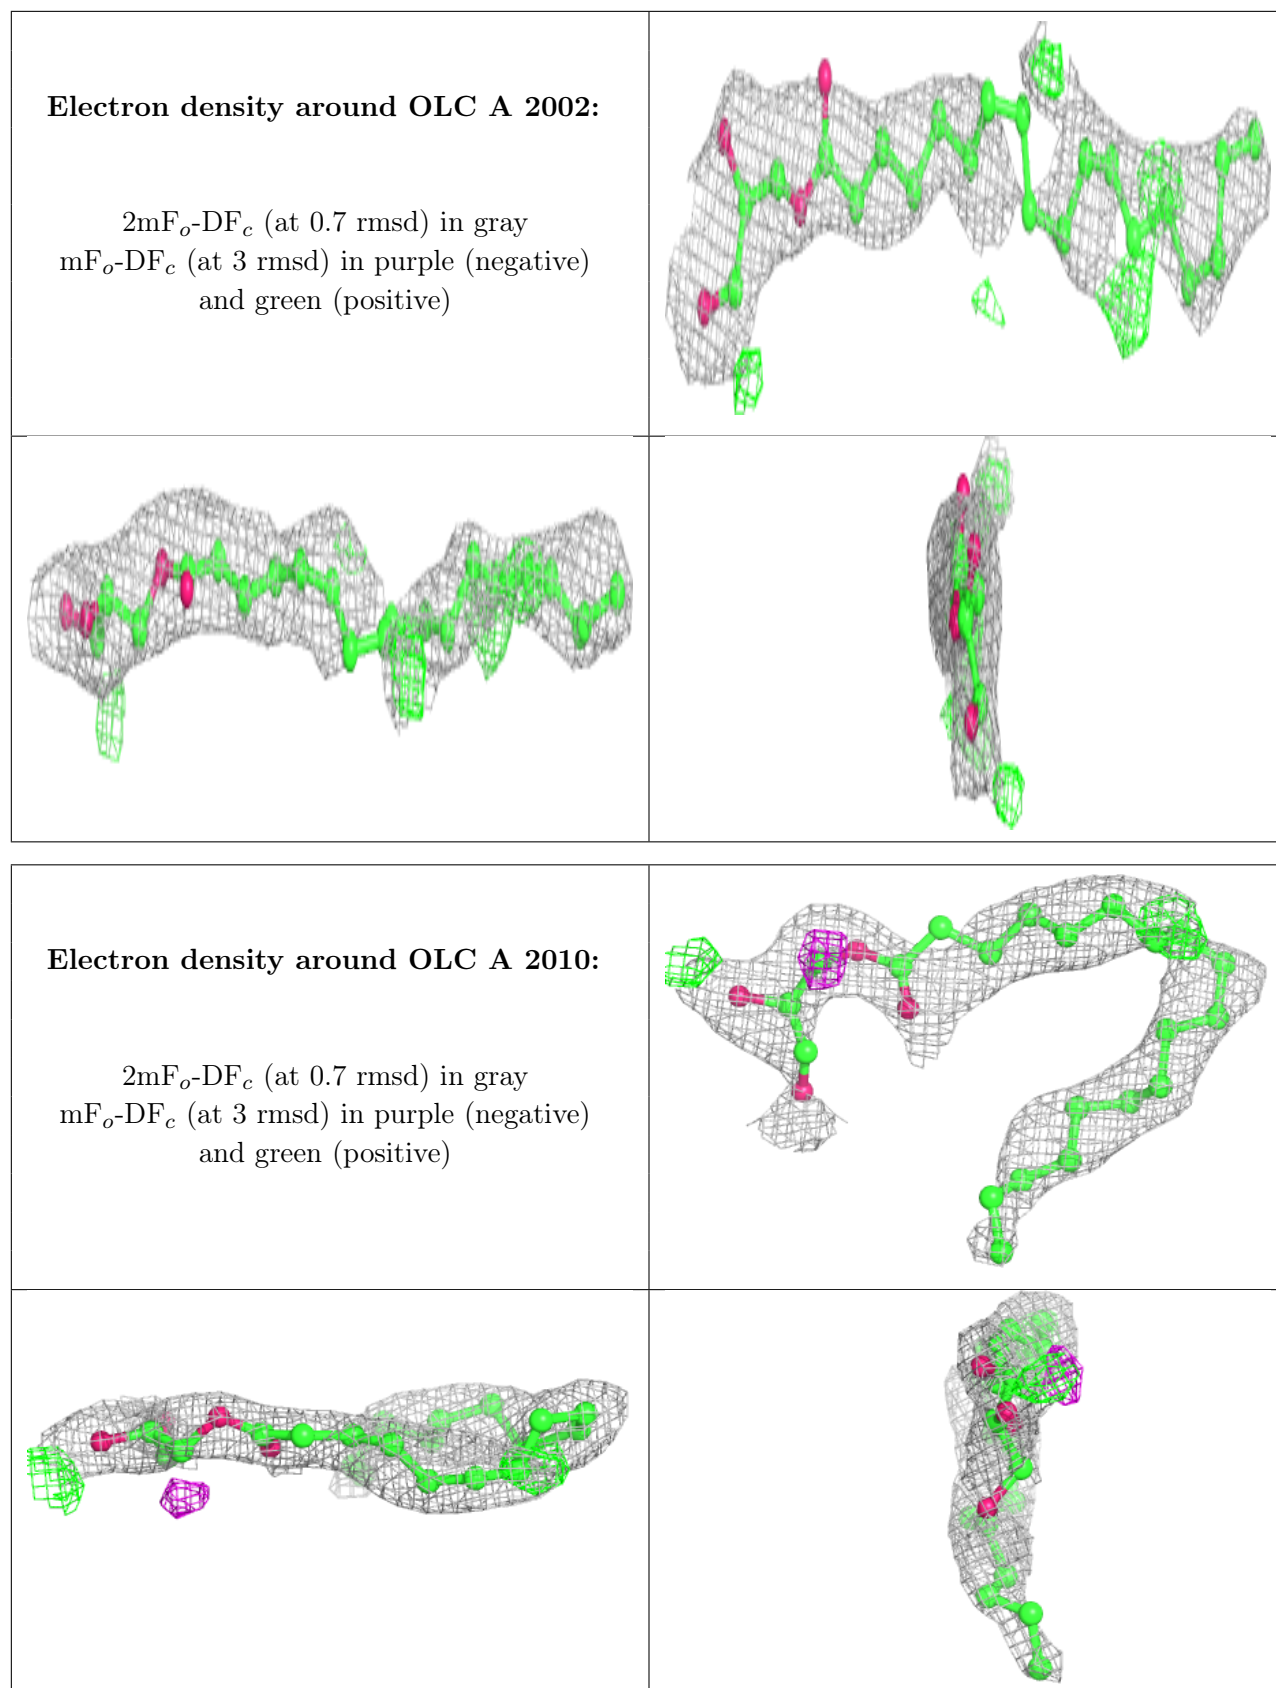 Electron density around OLC A 2002:
2mFo-DFc (at 0.7 rmsd) in gray
mFo-DFc (at 3 rmsd) in purple (negative)
and green (positive)
Electron density around OLC A 2010:
2mFo-DFc (at 0.7 rmsd) in gray
mFo-DFc (at 3 rmsd) in purple (negative)
and green (positive)